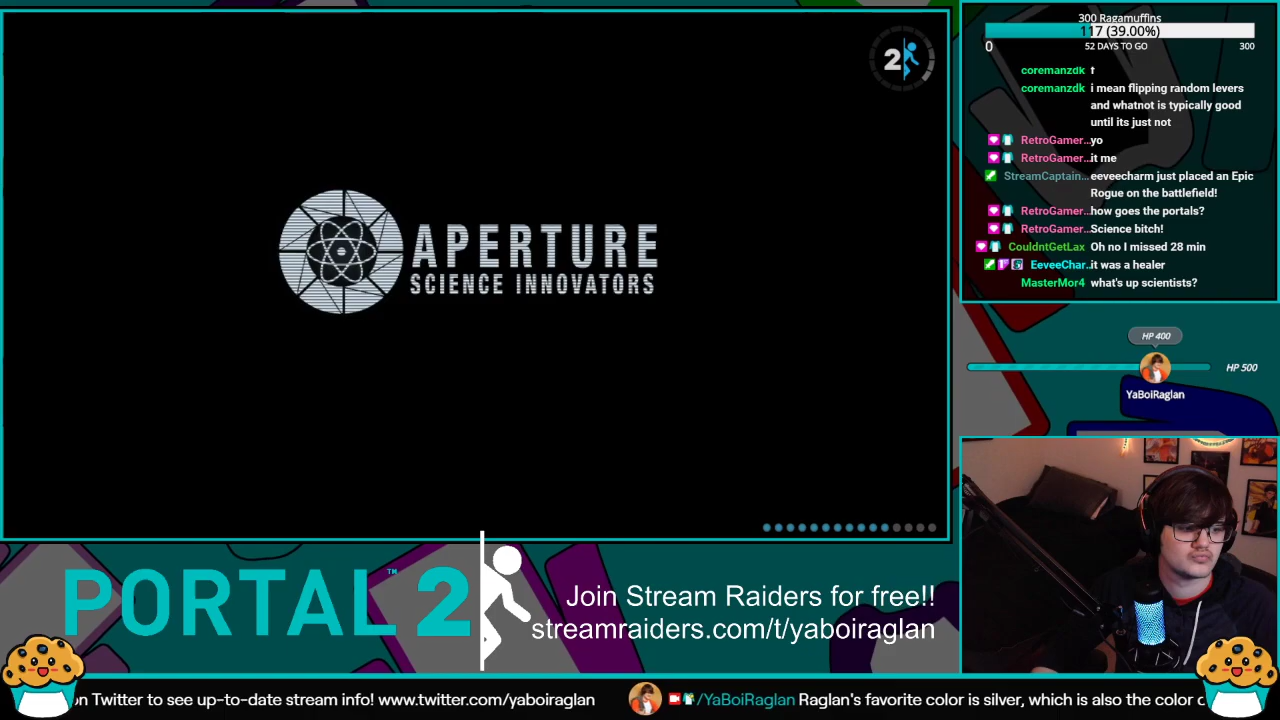 2
APERTURE
SCIENCE INNOVATORS
300 Ragamuffins
117 (39.00%)
0 52 DAYS TO GO 300
coremanzdk t
coremanzdk i mean flipping random levers
and whatnot is typically good
until its just not
RetroGamer... yo
RetroGamer... it me
StreamCaptain... eeveecharm just placed an Epic
Rogue on the battlefield!
RetroGamer... how goes the portals?
RetroGamer... Science bitch!
CouldntGetLax Oh no I missed 28 min
EeveeChar... it was a healer
MasterMor4 what's up scientists?
HP 400
HP 500
YaBoiRaglan
PORTAL™ 2
Join Stream Raiders for free!!
streamraiders.com/t/yaboiraglan
on Twitter to see up-to-date stream info! www.twitter.com/yaboiraglan /YaBoiRaglan Raglan's favorite color is silver, which is also the color